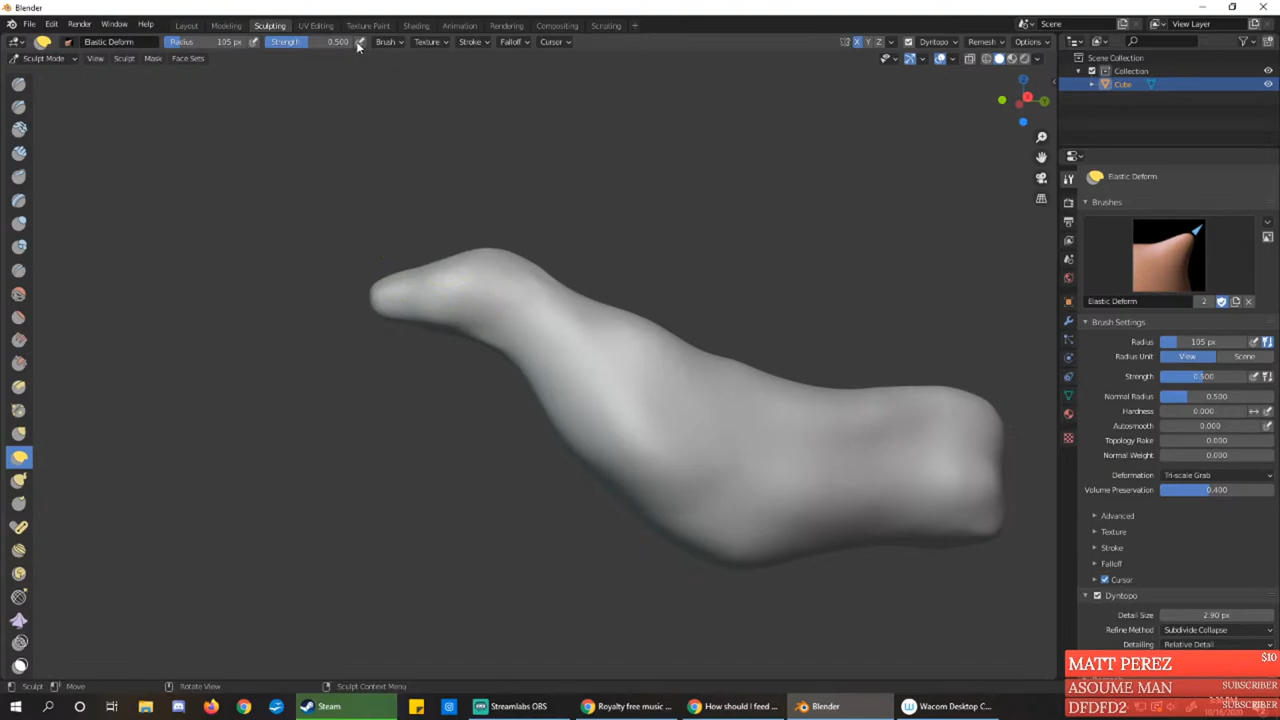 Blender
File Edit Render Window Help Layout Modeling Sculpting UV Editing Texture Paint Shading Animation Rendering Compositing Scripting + Scene View Layer
Elastic Deform Radius 105 px Strength 0.500 Brush Texture Stroke Falloff Cursor X Y Z Dyntopo Remesh Options
Sculpt Mode View Sculpt Mask Face Sets
Scene Collection
Collection
Cube
Elastic Deform
Brushes
Elastic Deform 2
Brush Settings
Radius 105 px
Radius Unit View Scene
Strength 0.500
Normal Radius 0.500
Hardness 0.000
Autosmooth 0.000
Topology Rake 0.000
Normal Weight 0.000
Deformation Tri-scale Grab
Volume Preservation 0.400
Advanced
Texture
Stroke
Falloff
Cursor
Dyntopo
Detail Size 2.90 px
Refine Method Subdivide Collapse
Detailing Relative Detail
MATT PEREZ $10
ASOUME MAN SUBSCRIBER
DFDFD2 SUBSCRIBER
Sculpt Move Rotate View Sculpt Context Menu
Steam Streamlabs OBS Royalty free music ... How should I feed ... Blender Wacom Desktop C...
10/16/2020